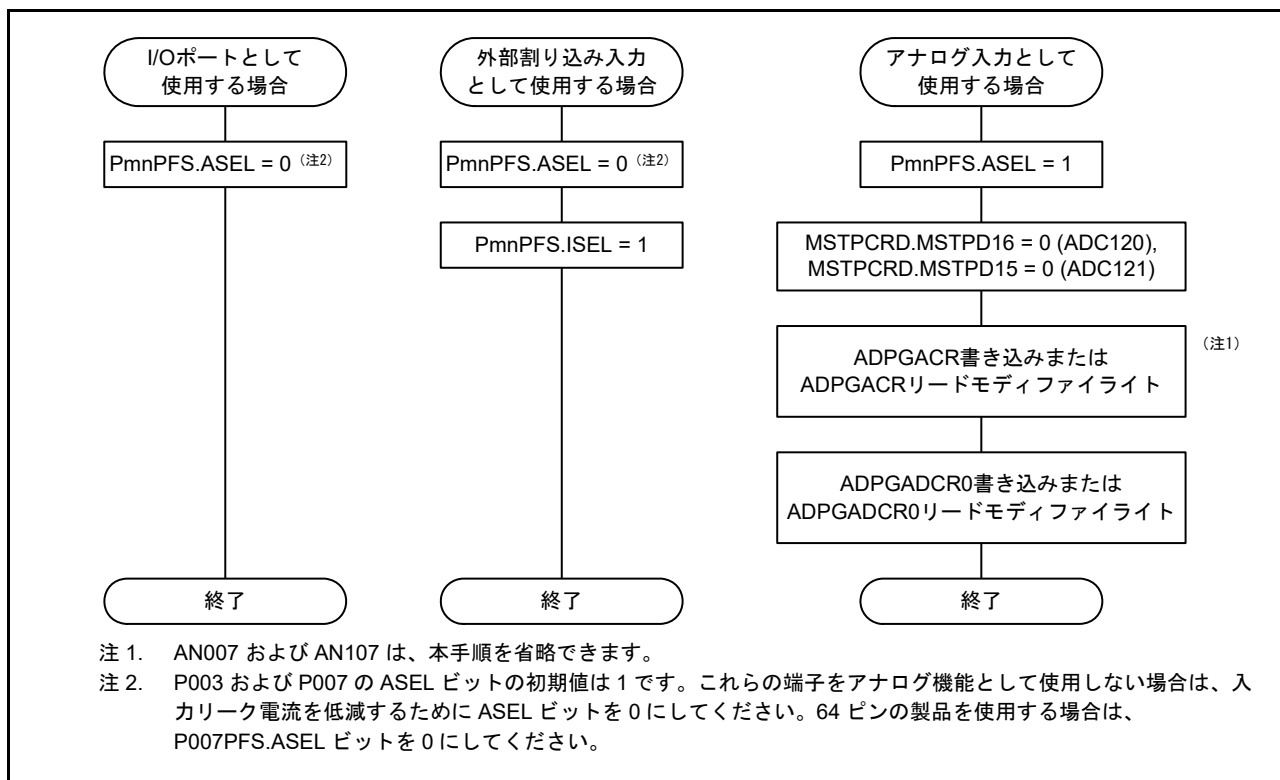 I/Oポートとして
使用する場合
PmnPFS.ASEL = 0 （注2）
終了
外部割り込み入力
として使用する場合
PmnPFS.ASEL = 0 （注2）
PmnPFS.ISEL = 1
終了
アナログ入力として
使用する場合
PmnPFS.ASEL = 1
MSTPCRD.MSTPD16 = 0 (ADC120),
MSTPCRD.MSTPD15 = 0 (ADC121)
ADPGACR書き込みまたは
ADPGACRリードモディファイライト
（注1）
ADPGADCR0書き込みまたは
ADPGADCR0リードモディファイライト
終了
注 1. AN007 および AN107 は、本手順を省略できます。
注 2. P003 および P007 の ASEL ビットの初期値は 1 です。これらの端子をアナログ機能として使用しない場合は、入
力リーク電流を低減するために ASEL ビットを 0 にしてください。64 ピンの製品を使用する場合は、
P007PFS.ASEL ビットを 0 にしてください。